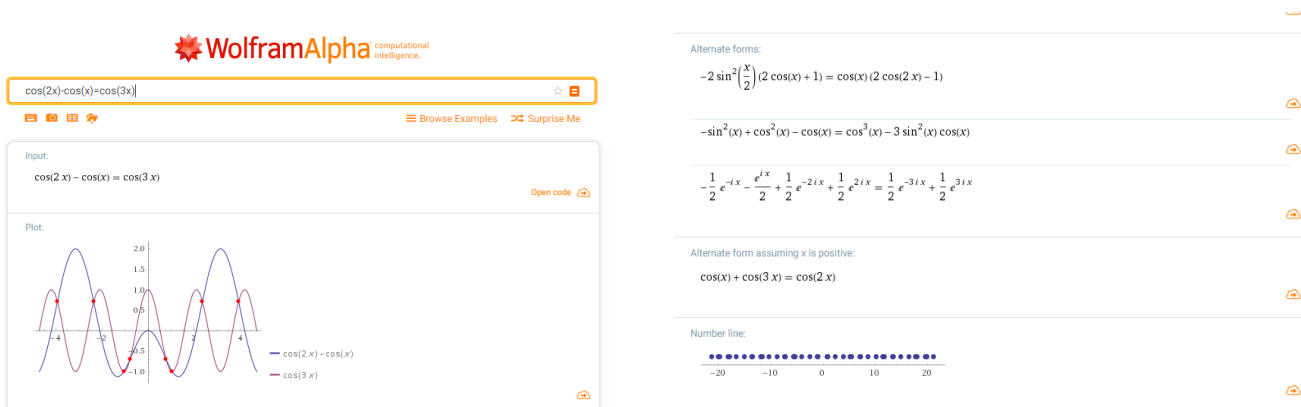 WolframAlpha computational intelligence.
cos(2x)-cos(x)=cos(3x)
Browse Examples Surprise Me
Input:
cos(2 x) − cos(x) = cos(3 x)
Open code
Plot:
2.0
1.5
1.0
0.5
−4 −2 2 4
−0.5
−1.0
cos(2 x) − cos(x)
cos(3 x)
Alternate forms:
−2 sin²(x/2) (2 cos(x) + 1) = cos(x) (2 cos(2 x) − 1)
−sin²(x) + cos²(x) − cos(x) = cos³(x) − 3 sin²(x) cos(x)
−1/2 e^(−i x) − e^(i x)/2 + 1/2 e^(−2 i x) + 1/2 e^(2 i x) = 1/2 e^(−3 i x) + 1/2 e^(3 i x)
Alternate form assuming x is positive:
cos(x) + cos(3 x) = cos(2 x)
Number line:
−20 −10 0 10 20